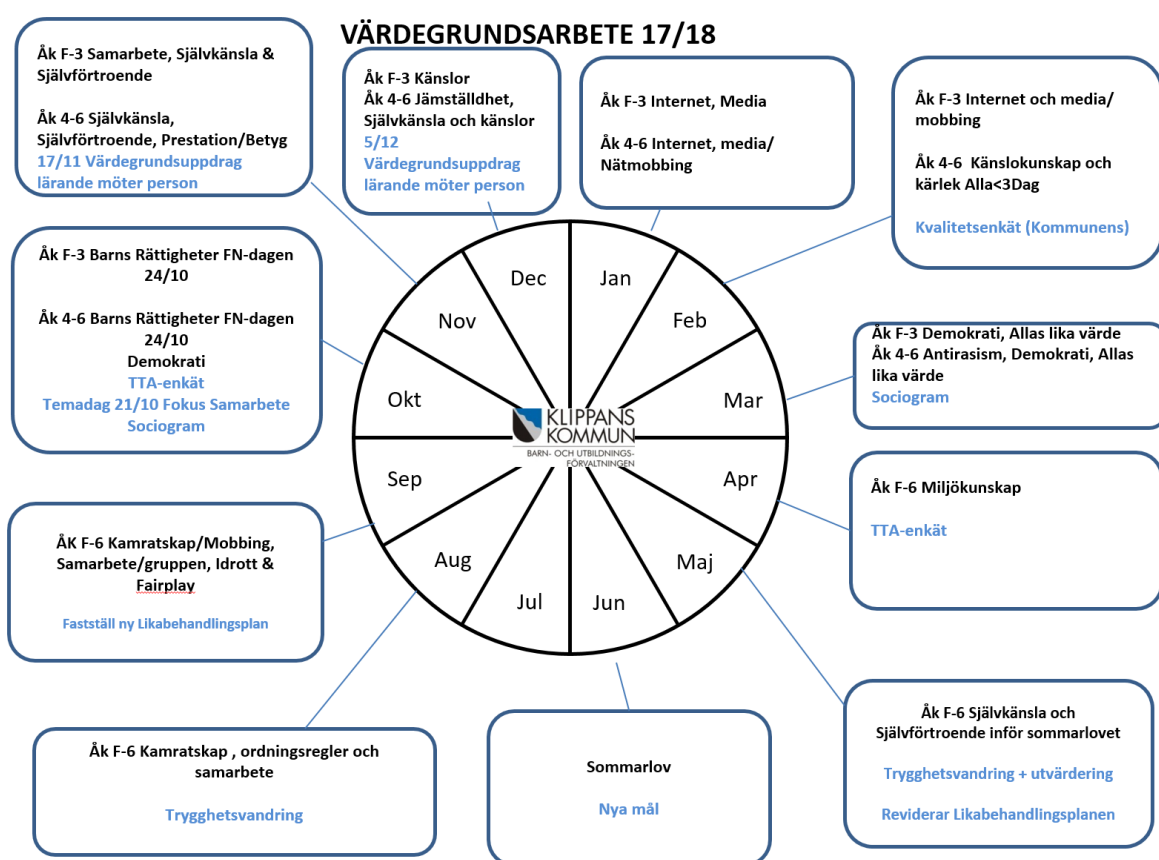 VÄRDEGRUNDSARBETE 17/18
Åk F-3 Samarbete, Självkänsla &
Självförtroende
Åk 4-6 Självkänsla,
Självförtroende, Prestation/Betyg
17/11 Värdegrundsuppdrag
lärande möter person
Åk F-3 Känslor
Åk 4-6 Jämställdhet,
Självkänsla och känslor
5/12
Värdegrundsuppdrag
lärande möter person
Åk F-3 Internet, Media
Åk 4-6 Internet, media/
Nätmobbing
Åk F-3 Internet och media/
mobbing
Åk 4-6 Känslokunskap och
kärlek Alla<3Dag
Kvalitetsenkät (Kommunens)
Åk F-3 Barns Rättigheter FN-dagen
24/10
Åk 4-6 Barns Rättigheter FN-dagen
24/10
Demokrati
TTA-enkät
Temadag 21/10 Fokus Samarbete
Sociogram
Dec
Jan
Nov
Feb
Okt
Mar
KLIPPANS
KOMMUN
BARN- OCH UTBILDNINGS-
FÖRVALTNINGEN
Sep
Apr
Aug
Maj
Jul
Jun
Åk F-3 Demokrati, Allas lika värde
Åk 4-6 Antirasism, Demokrati, Allas
lika värde
Sociogram
Åk F-6 Miljökunskap
TTA-enkät
ÅK F-6 Kamratskap/Mobbing,
Samarbete/gruppen, Idrott &
Fairplay
Fastställ ny Likabehandlingsplan
Åk F-6 Kamratskap , ordningsregler och
samarbete
Trygghetsvandring
Sommarlov
Nya mål
Åk F-6 Självkänsla och
Självförtroende inför sommarlovet
Trygghetsvandring + utvärdering
Reviderar Likabehandlingsplanen